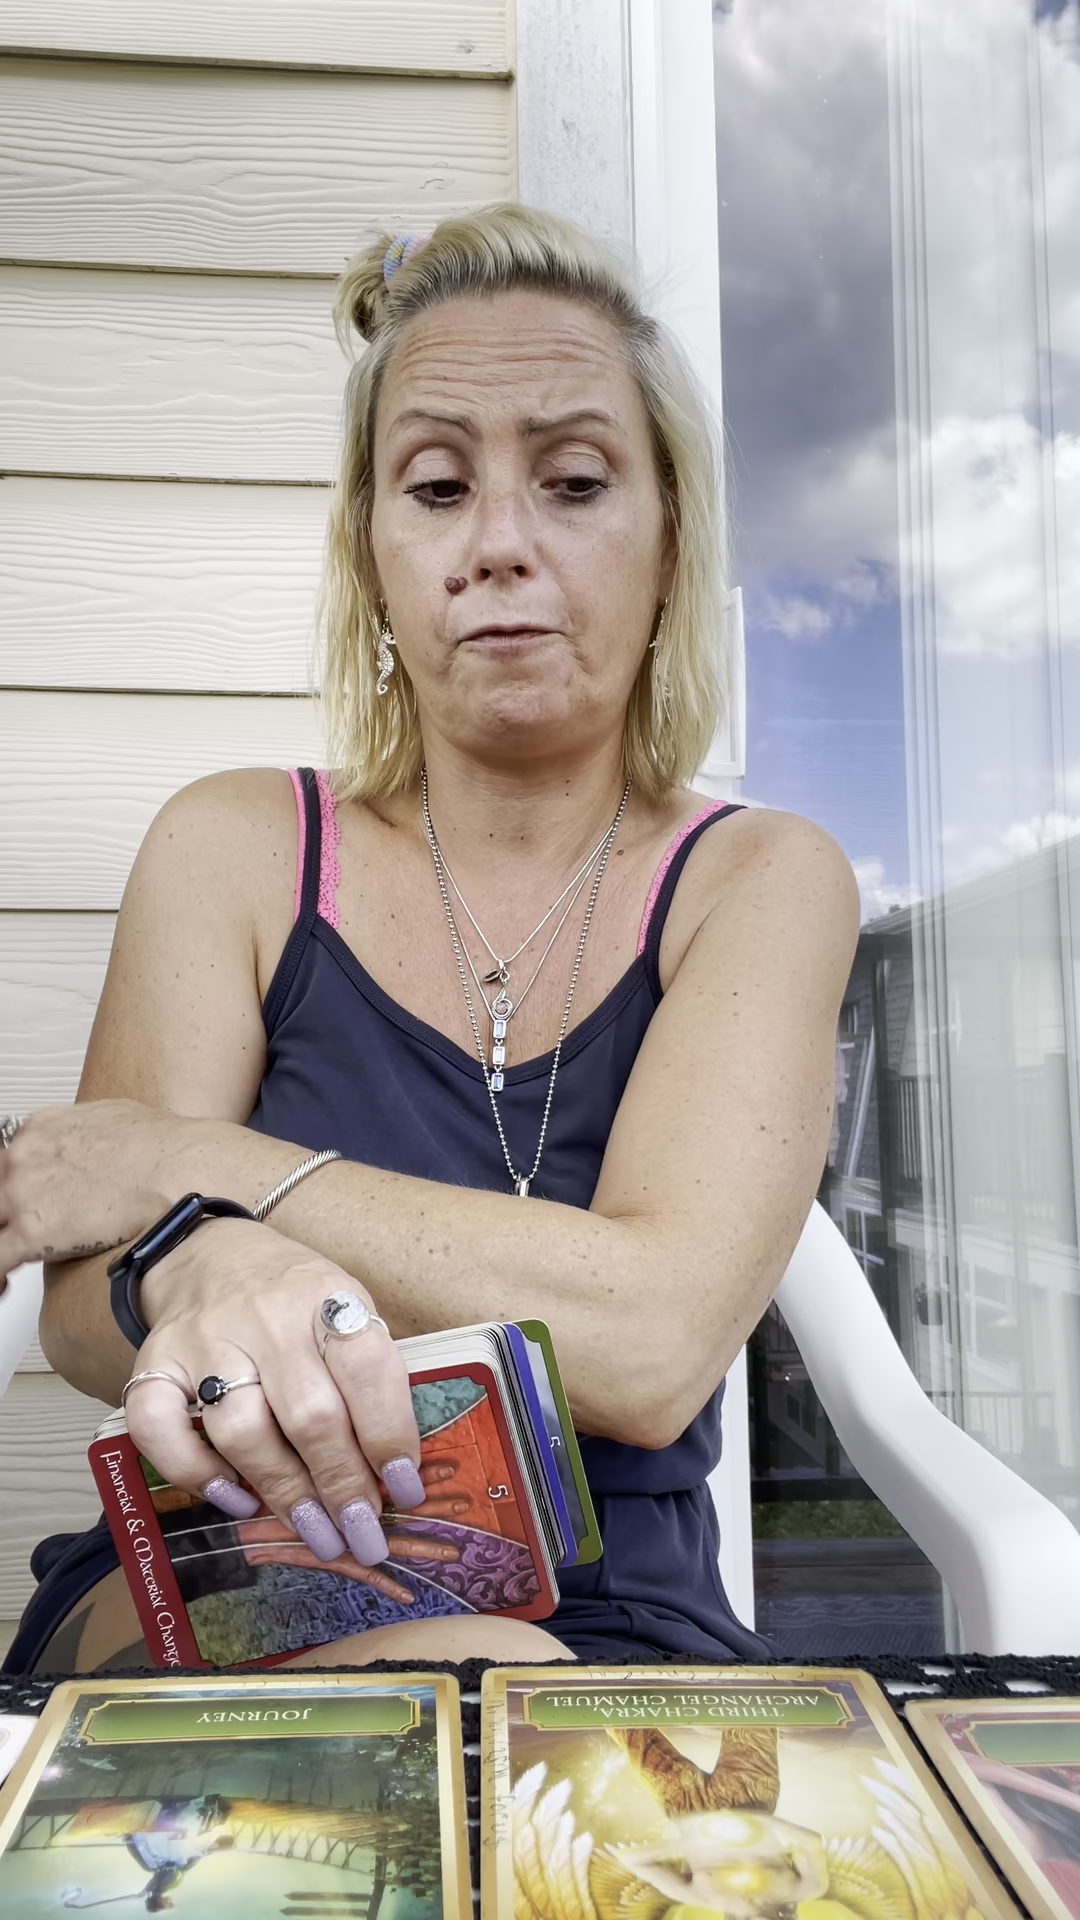 5
5
Financial & Material Change
JOURNEY
THIRD CHAKRA,
ARCHANGEL CHAMUEL